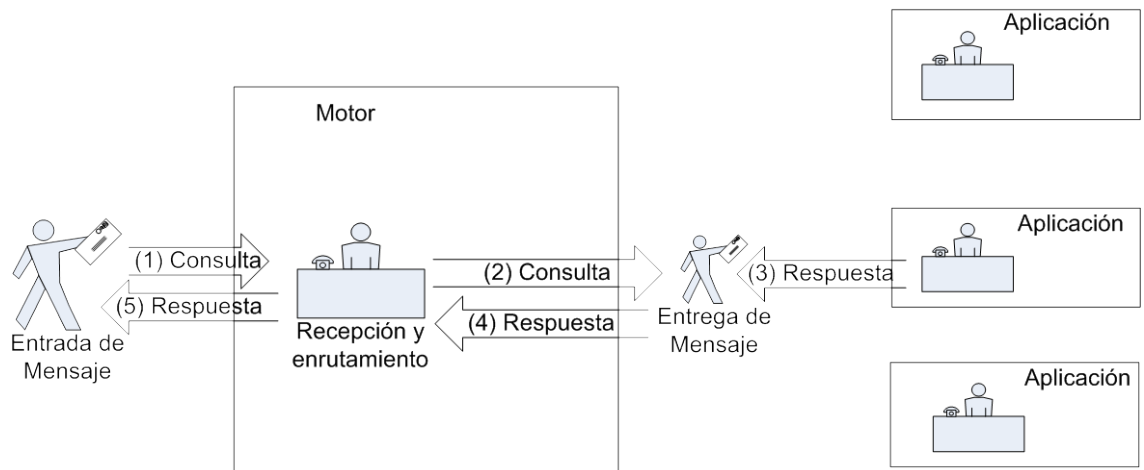 Aplicación
Motor
Aplicación
(1) Consulta
(2) Consulta
(3) Respuesta
(5) Respuesta
(4) Respuesta
Entrada de
Mensaje
Recepción y
enrutamiento
Entrega de
Mensaje
Aplicación